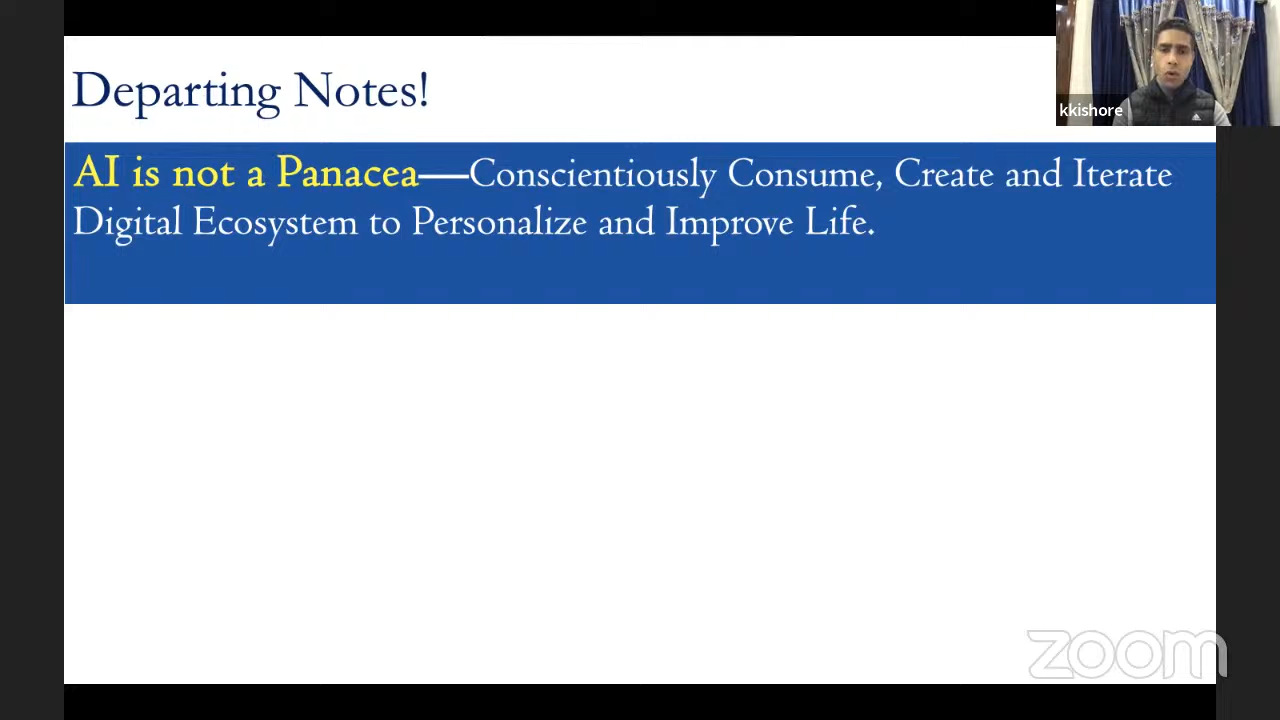 Departing Notes!
kkishore
AI is not a Panacea—Conscientiously Consume, Create and Iterate
Digital Ecosystem to Personalize and Improve Life.
zoom